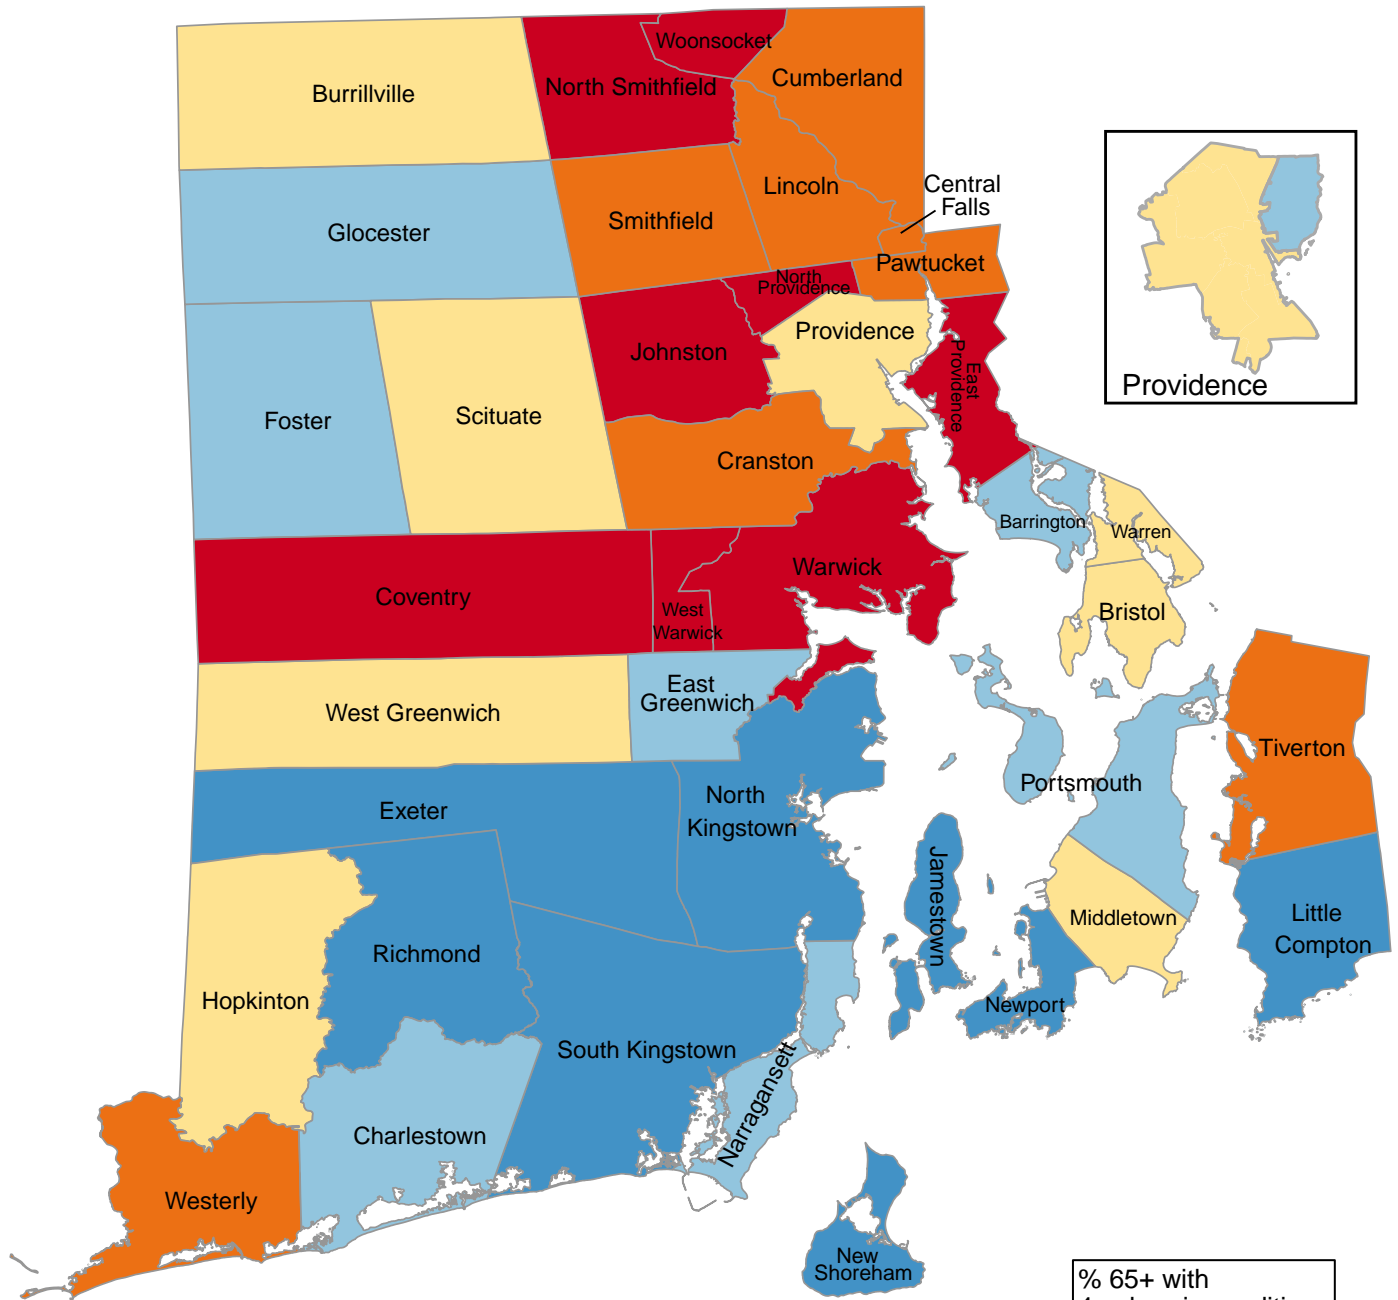 Woonsocket
Burrillville
North Smithfield
Cumberland
Central
Falls
Lincoln
Smithfield
Glocester
Pawtucket
North
Providence
Providence
Johnston
East
Providence
Providence
Foster
Scituate
Cranston
Barrington
Warren
Warwick
Coventry
West
Warwick
Bristol
East
Greenwich
West Greenwich
Tiverton
Portsmouth
North
Kingstown
Exeter
Jamestown
Middletown
Little
Compton
Richmond
Hopkinton
Newport
South Kingstown
Narragansett
Charlestown
Westerly
New
Shoreham
% 65+ with